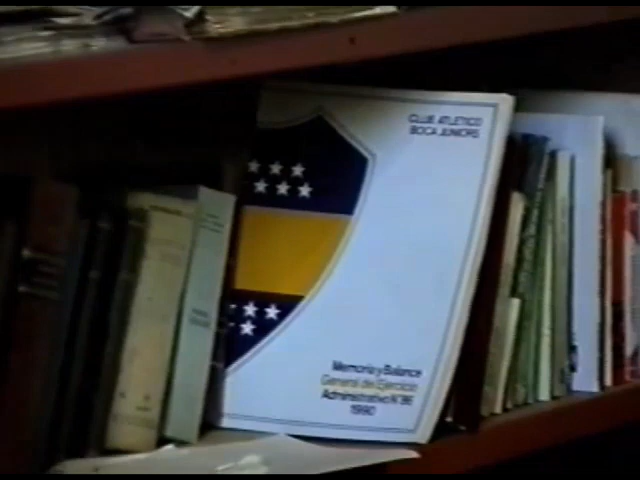 CLUB ATLETICO
BOCA JUNIORS
Memoria y Balance
General del Ejercicio
Administrativo N°86
1990